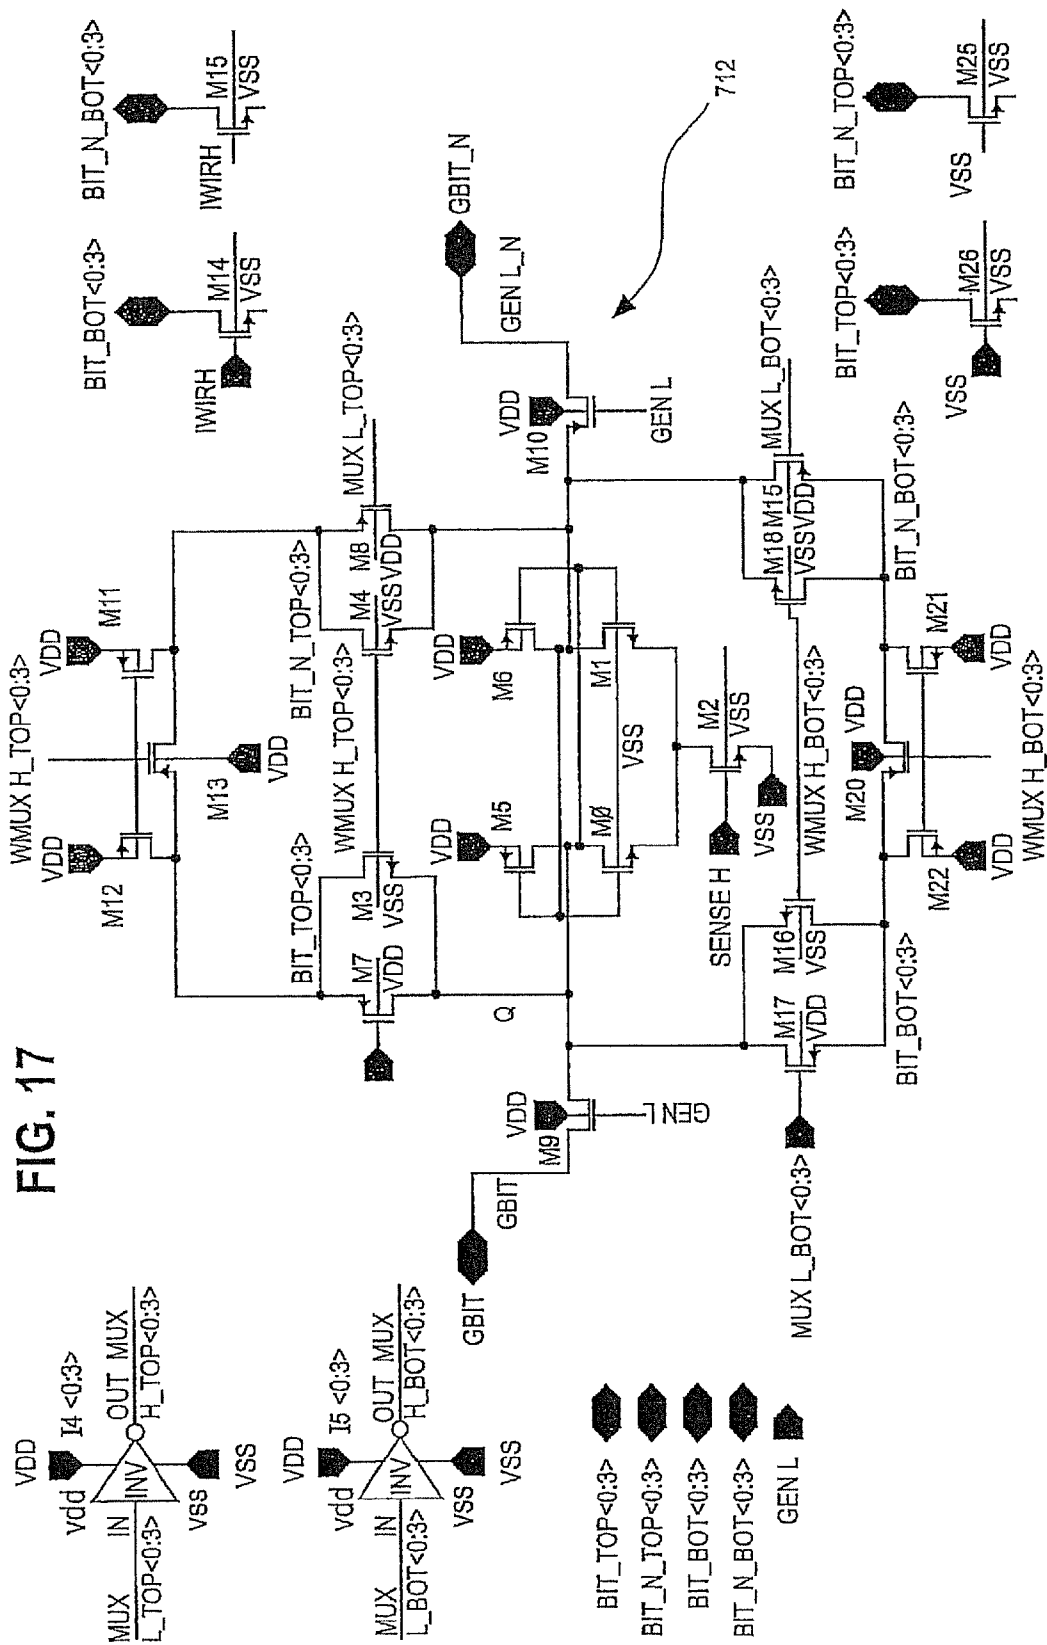 FIG. 17
VDD
vdd
I4 <0:3>
MUX
IN
INV
OUT MUX
L_TOP<0:3>
H_TOP<0:3>
vss
VSS
VDD
vdd
I5 <0:3>
MUX
IN
INV
OUT MUX
L_BOT<0:3>
H_BOT<0:3>
vss
VSS
BIT_TOP<0:3>
BIT_N_TOP<0:3>
BIT_BOT<0:3>
BIT_N_BOT<0:3>
GEN L
WMUX H_TOP<0:3>
VDD
VDD
M12
M11
M13
VDD
BIT_TOP<0:3>
BIT_N_TOP<0:3>
WMUX H_TOP<0:3>
M7
VDD
M3
VSS
M4
VSS
M8
VDD
MUX L_TOP<0:3>
Q
VDD
M5
VDD
M6
GBIT
GBIT
VDD
M9
GEN L
MØ
VSS
M1
VDD
M10
GEN L
GEN L_N
GBIT_N
SENSE H
M2
VSS
VSS
WMUX H_BOT<0:3>
MUX L_BOT<0:3>
M17
VDD
M16
VSS
M18
VSS
M15
VDD
MUX L_BOT<0:3>
BIT_BOT<0:3>
BIT_N_BOT<0:3>
M20
VDD
M22
VDD
M21
VDD
WMUX H_BOT<0:3>
BIT_BOT<0:3>
IWIRH
M14
VSS
BIT_N_BOT<0:3>
IWIRH
M15
VSS
712
BIT_TOP<0:3>
VSS
M26
VSS
BIT_N_TOP<0:3>
VSS
M25
VSS